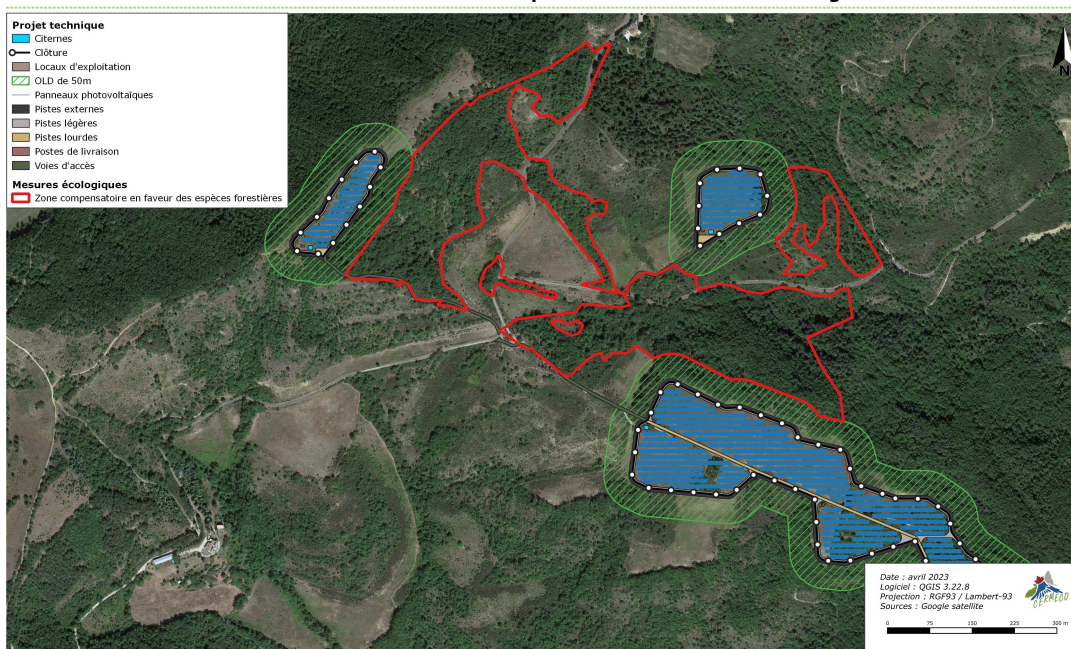 Projet technique
Citernes
Clôture
Locaux d'exploitation
OLD de 50m
Panneaux photovoltaïques
Pistes externes
Pistes légères
Pistes lourdes
Postes de livraison
Voies d'accès
Mesures écologiques
Zone compensatoire en faveur des espèces forestières
N
Date : avril 2023
Logiciel : QGIS 3.22.8
Projection : RGF93 / Lambert-93
Sources : Google satellite
CERMECO
0 75 150 225 300 m